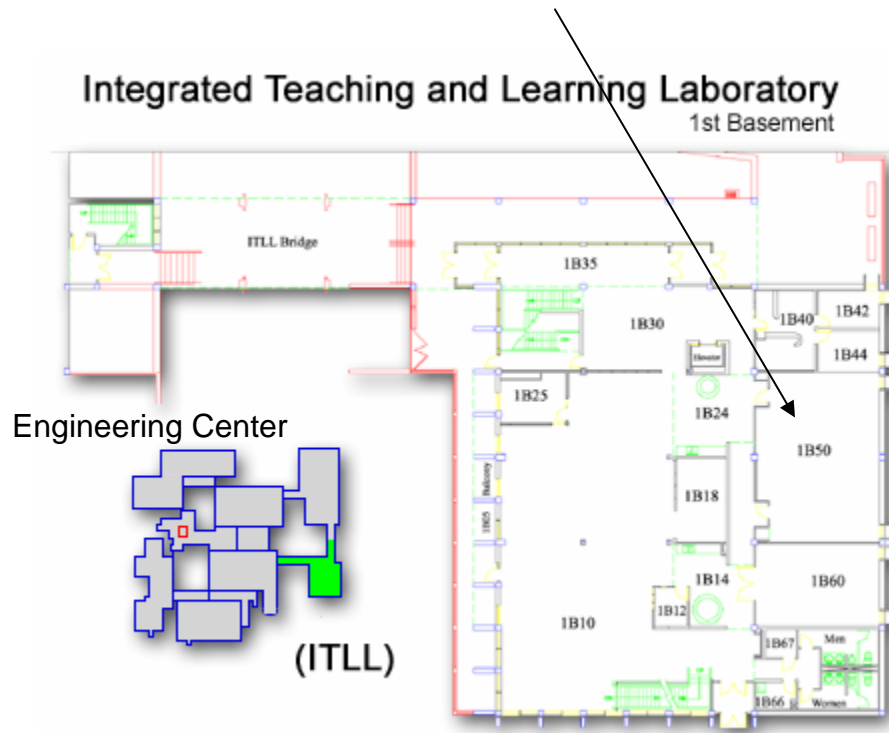 Integrated Teaching and Learning Laboratory
1st Basement
ITLL Bridge
1B35
1B30
1B40
1B42
1B44
Elevator
1B25
1B24
1B50
Engineering Center
Balcony
1B18
1B05
1B14
1B60
1B12
1B10
(ITLL)
1B67
Men
1B66
Women